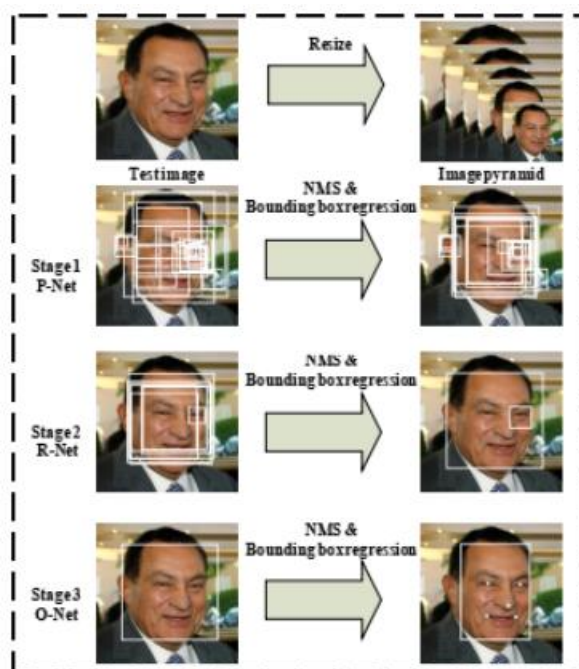 Resize
Testimage
Imagepyramid
NMS &
Bounding boxregression
Stage1
P-Net
NMS &
Bounding boxregression
Stage2
R-Net
NMS &
Bounding boxregression
Stage3
O-Net